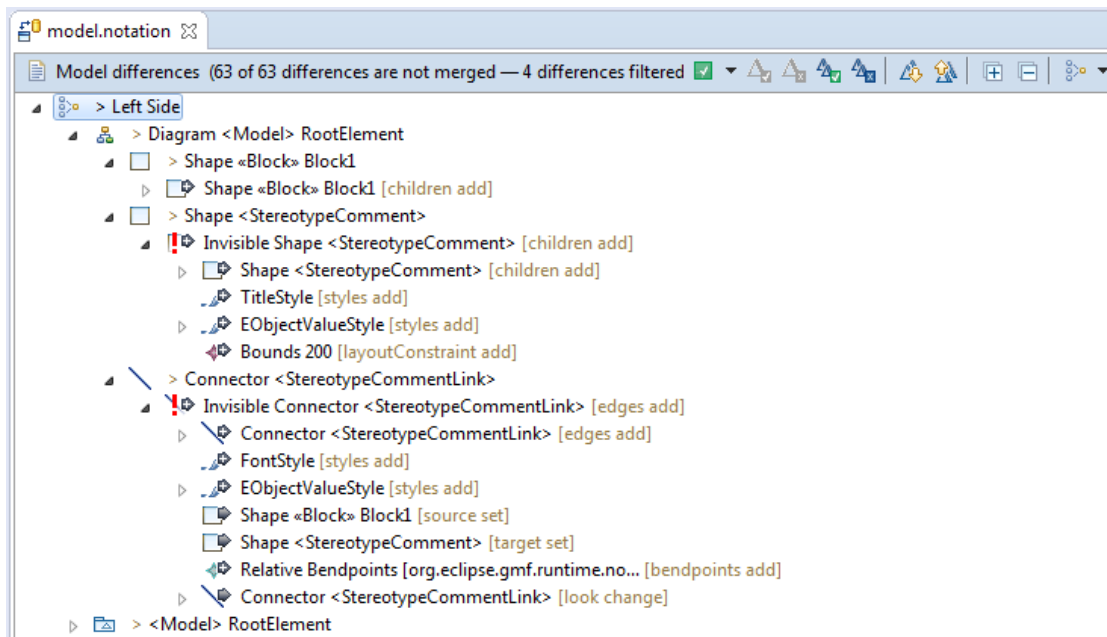 model.notation
Model differences (63 of 63 differences are not merged — 4 differences filtered
> Left Side
> Diagram <Model> RootElement
> Shape «Block» Block1
Shape «Block» Block1 [children add]
> Shape <StereotypeComment>
Invisible Shape <StereotypeComment> [children add]
Shape <StereotypeComment> [children add]
TitleStyle [styles add]
EObjectValueStyle [styles add]
Bounds 200 [layoutConstraint add]
> Connector <StereotypeCommentLink>
Invisible Connector <StereotypeCommentLink> [edges add]
Connector <StereotypeCommentLink> [edges add]
FontStyle [styles add]
EObjectValueStyle [styles add]
Shape «Block» Block1 [source set]
Shape <StereotypeComment> [target set]
Relative Bendpoints [org.eclipse.gmf.runtime.no... [bendpoints add]
Connector <StereotypeCommentLink> [look change]
> <Model> RootElement